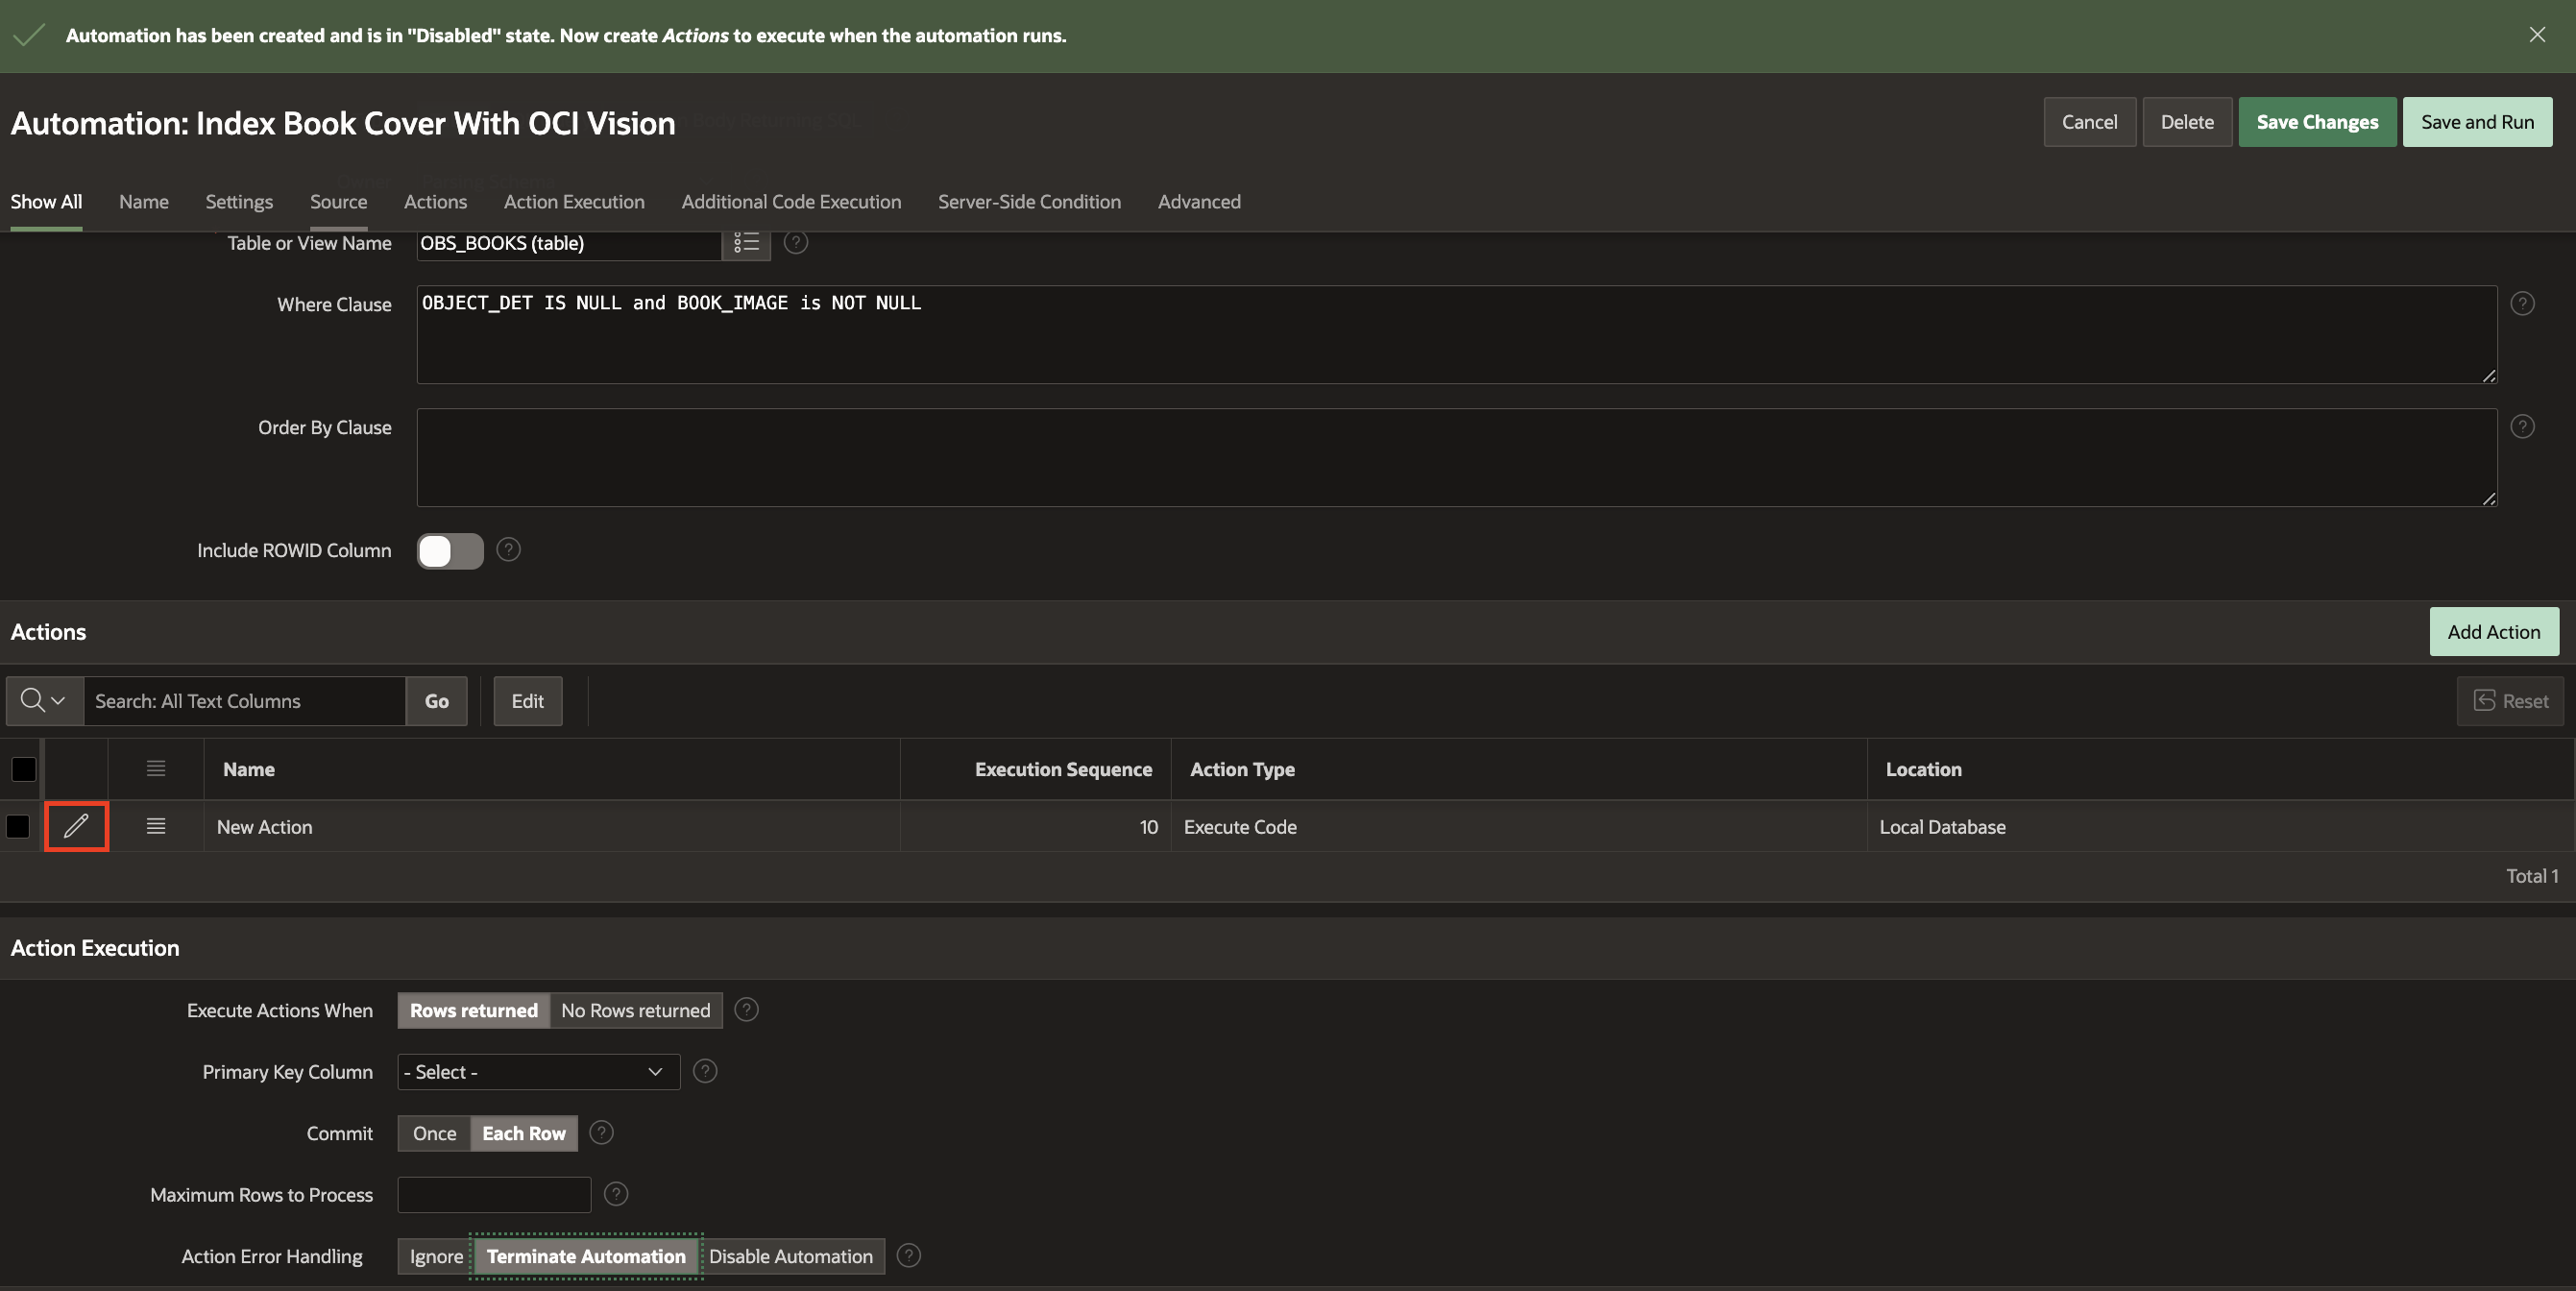 Automation has been created and is in "Disabled" state. Now create Actions to execute when the automation runs.
Automation: Index Book Cover With OCI Vision
Cancel
Delete
Save Changes
Save and Run
Show All
Name
Settings
Source
Actions
Action Execution
Additional Code Execution
Server-Side Condition
Advanced
Table or View Name
OBS_BOOKS (table)
Where Clause
OBJECT_DET IS NULL and BOOK_IMAGE is NOT NULL
Order By Clause
Include ROWID Column
Actions
Add Action
Search: All Text Columns
Go
Edit
Reset
Name
Execution Sequence
Action Type
Location
New Action
10
Execute Code
Local Database
Total 1
Action Execution
Execute Actions When
Rows returned
No Rows returned
Primary Key Column
- Select -
Commit
Once
Each Row
Maximum Rows to Process
Action Error Handling
Ignore
Terminate Automation
Disable Automation